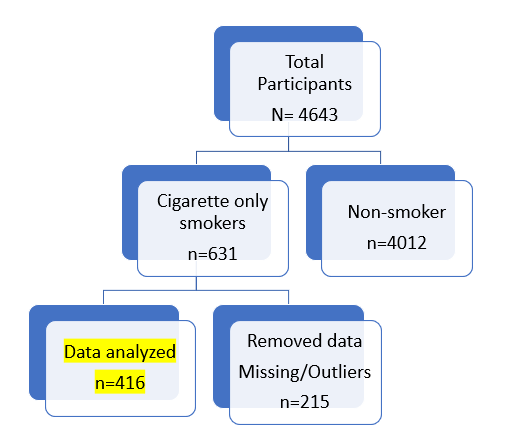 Total
Participants
N= 4643
Cigarette only
smokers
n=631
Non-smoker
n=4012
Data analyzed
n=416
Removed data
Missing/Outliers
n=215